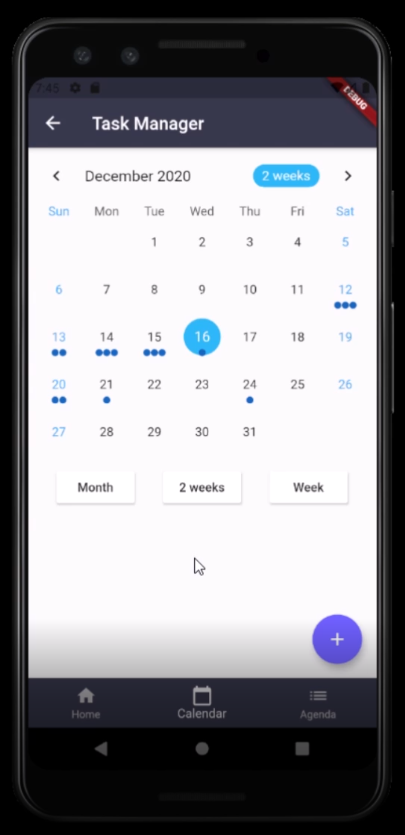 7:45
DEBUG
Task Manager
December 2020 2 weeks
Sun Mon Tue Wed Thu Fri Sat
1 2 3 4 5
6 7 8 9 10 11 12
13 14 15 16 17 18 19
20 21 22 23 24 25 26
27 28 29 30 31
Month 2 weeks Week
+
Home Calendar Agenda